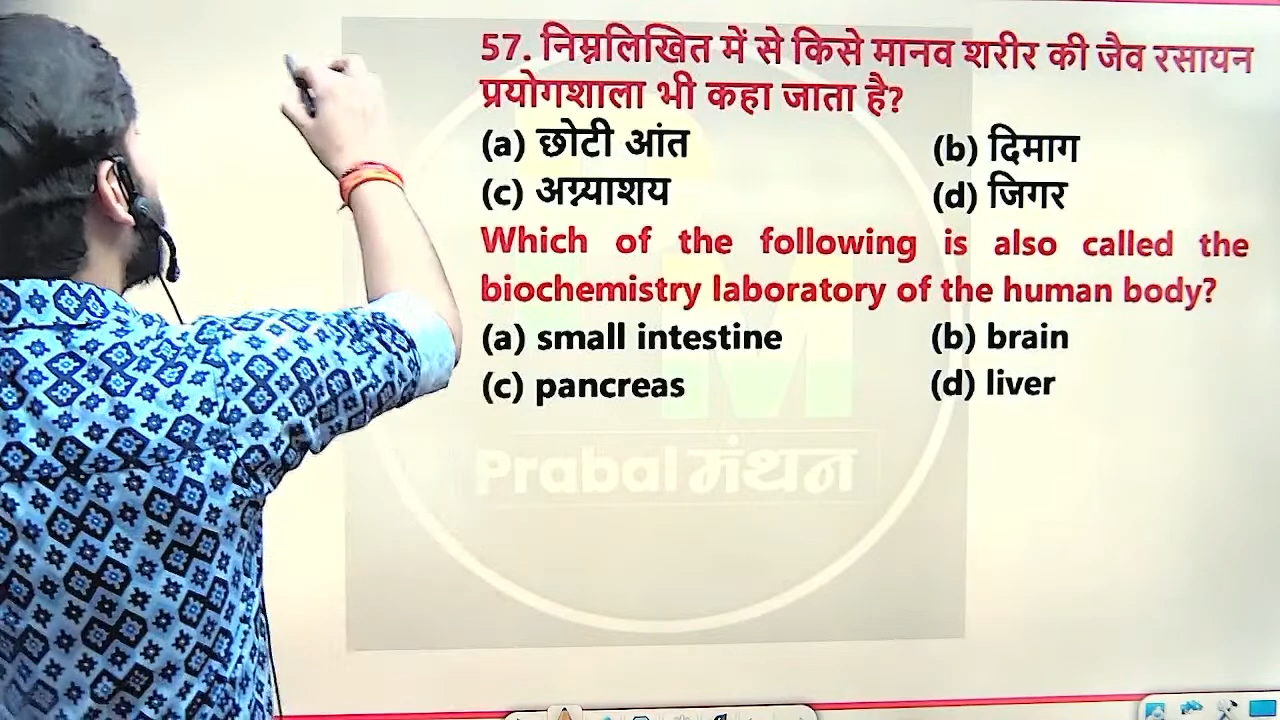 57. निम्नलिखित में से किसे मानव शरीर की जैव रसायन
प्रयोगशाला भी कहा जाता है?
(a) छोटी आंत (b) दिमाग
(c) अग्न्याशय (d) जिगर
Which of the following is also called the
biochemistry laboratory of the human body?
(a) small intestine (b) brain
(c) pancreas (d) liver
M
Prabal मंथन